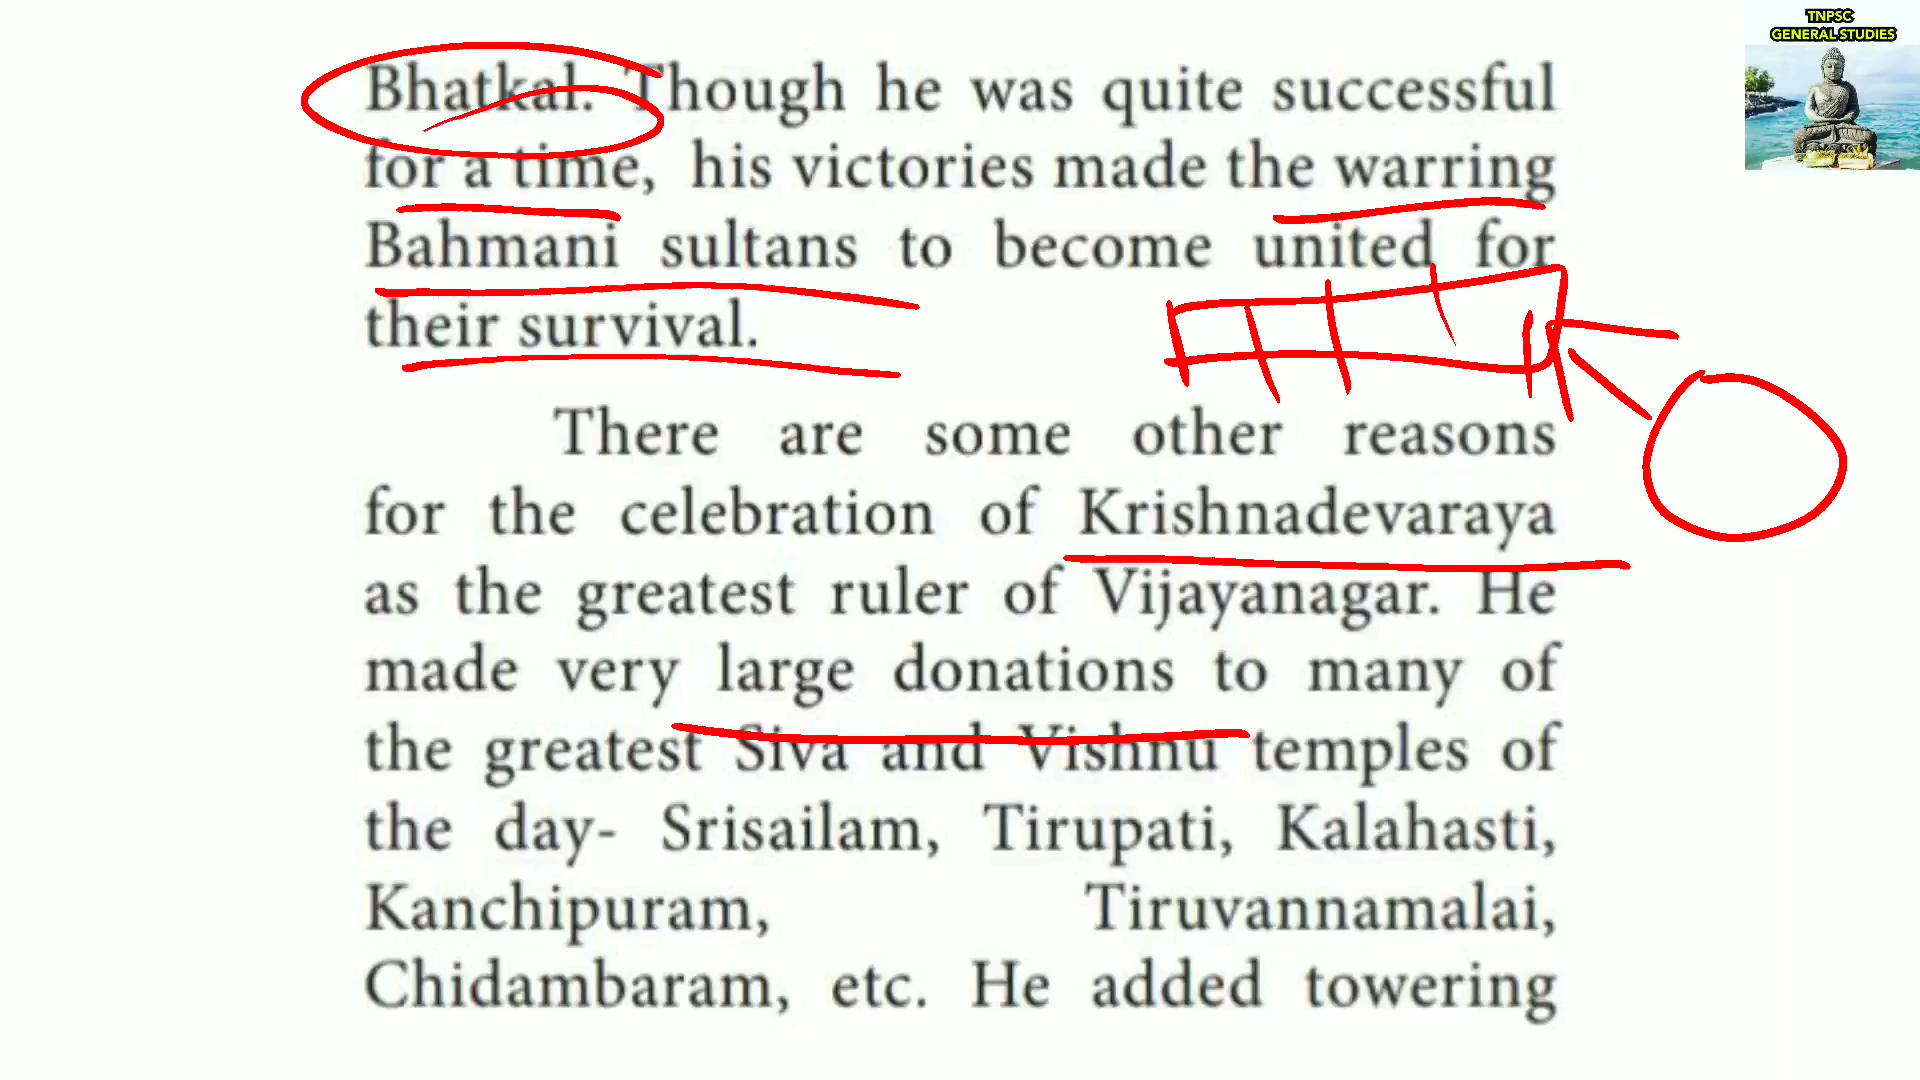 TNPSC
GENERAL STUDIES
Bhatkal. Though he was quite successful
for a time, his victories made the warring
Bahmani sultans to become united for
their survival.
There are some other reasons
for the celebration of Krishnadevaraya
as the greatest ruler of Vijayanagar. He
made very large donations to many of
the greatest Siva and Vishnu temples of
the day- Srisailam, Tirupati, Kalahasti,
Kanchipuram, Tiruvannamalai,
Chidambaram, etc. He added towering